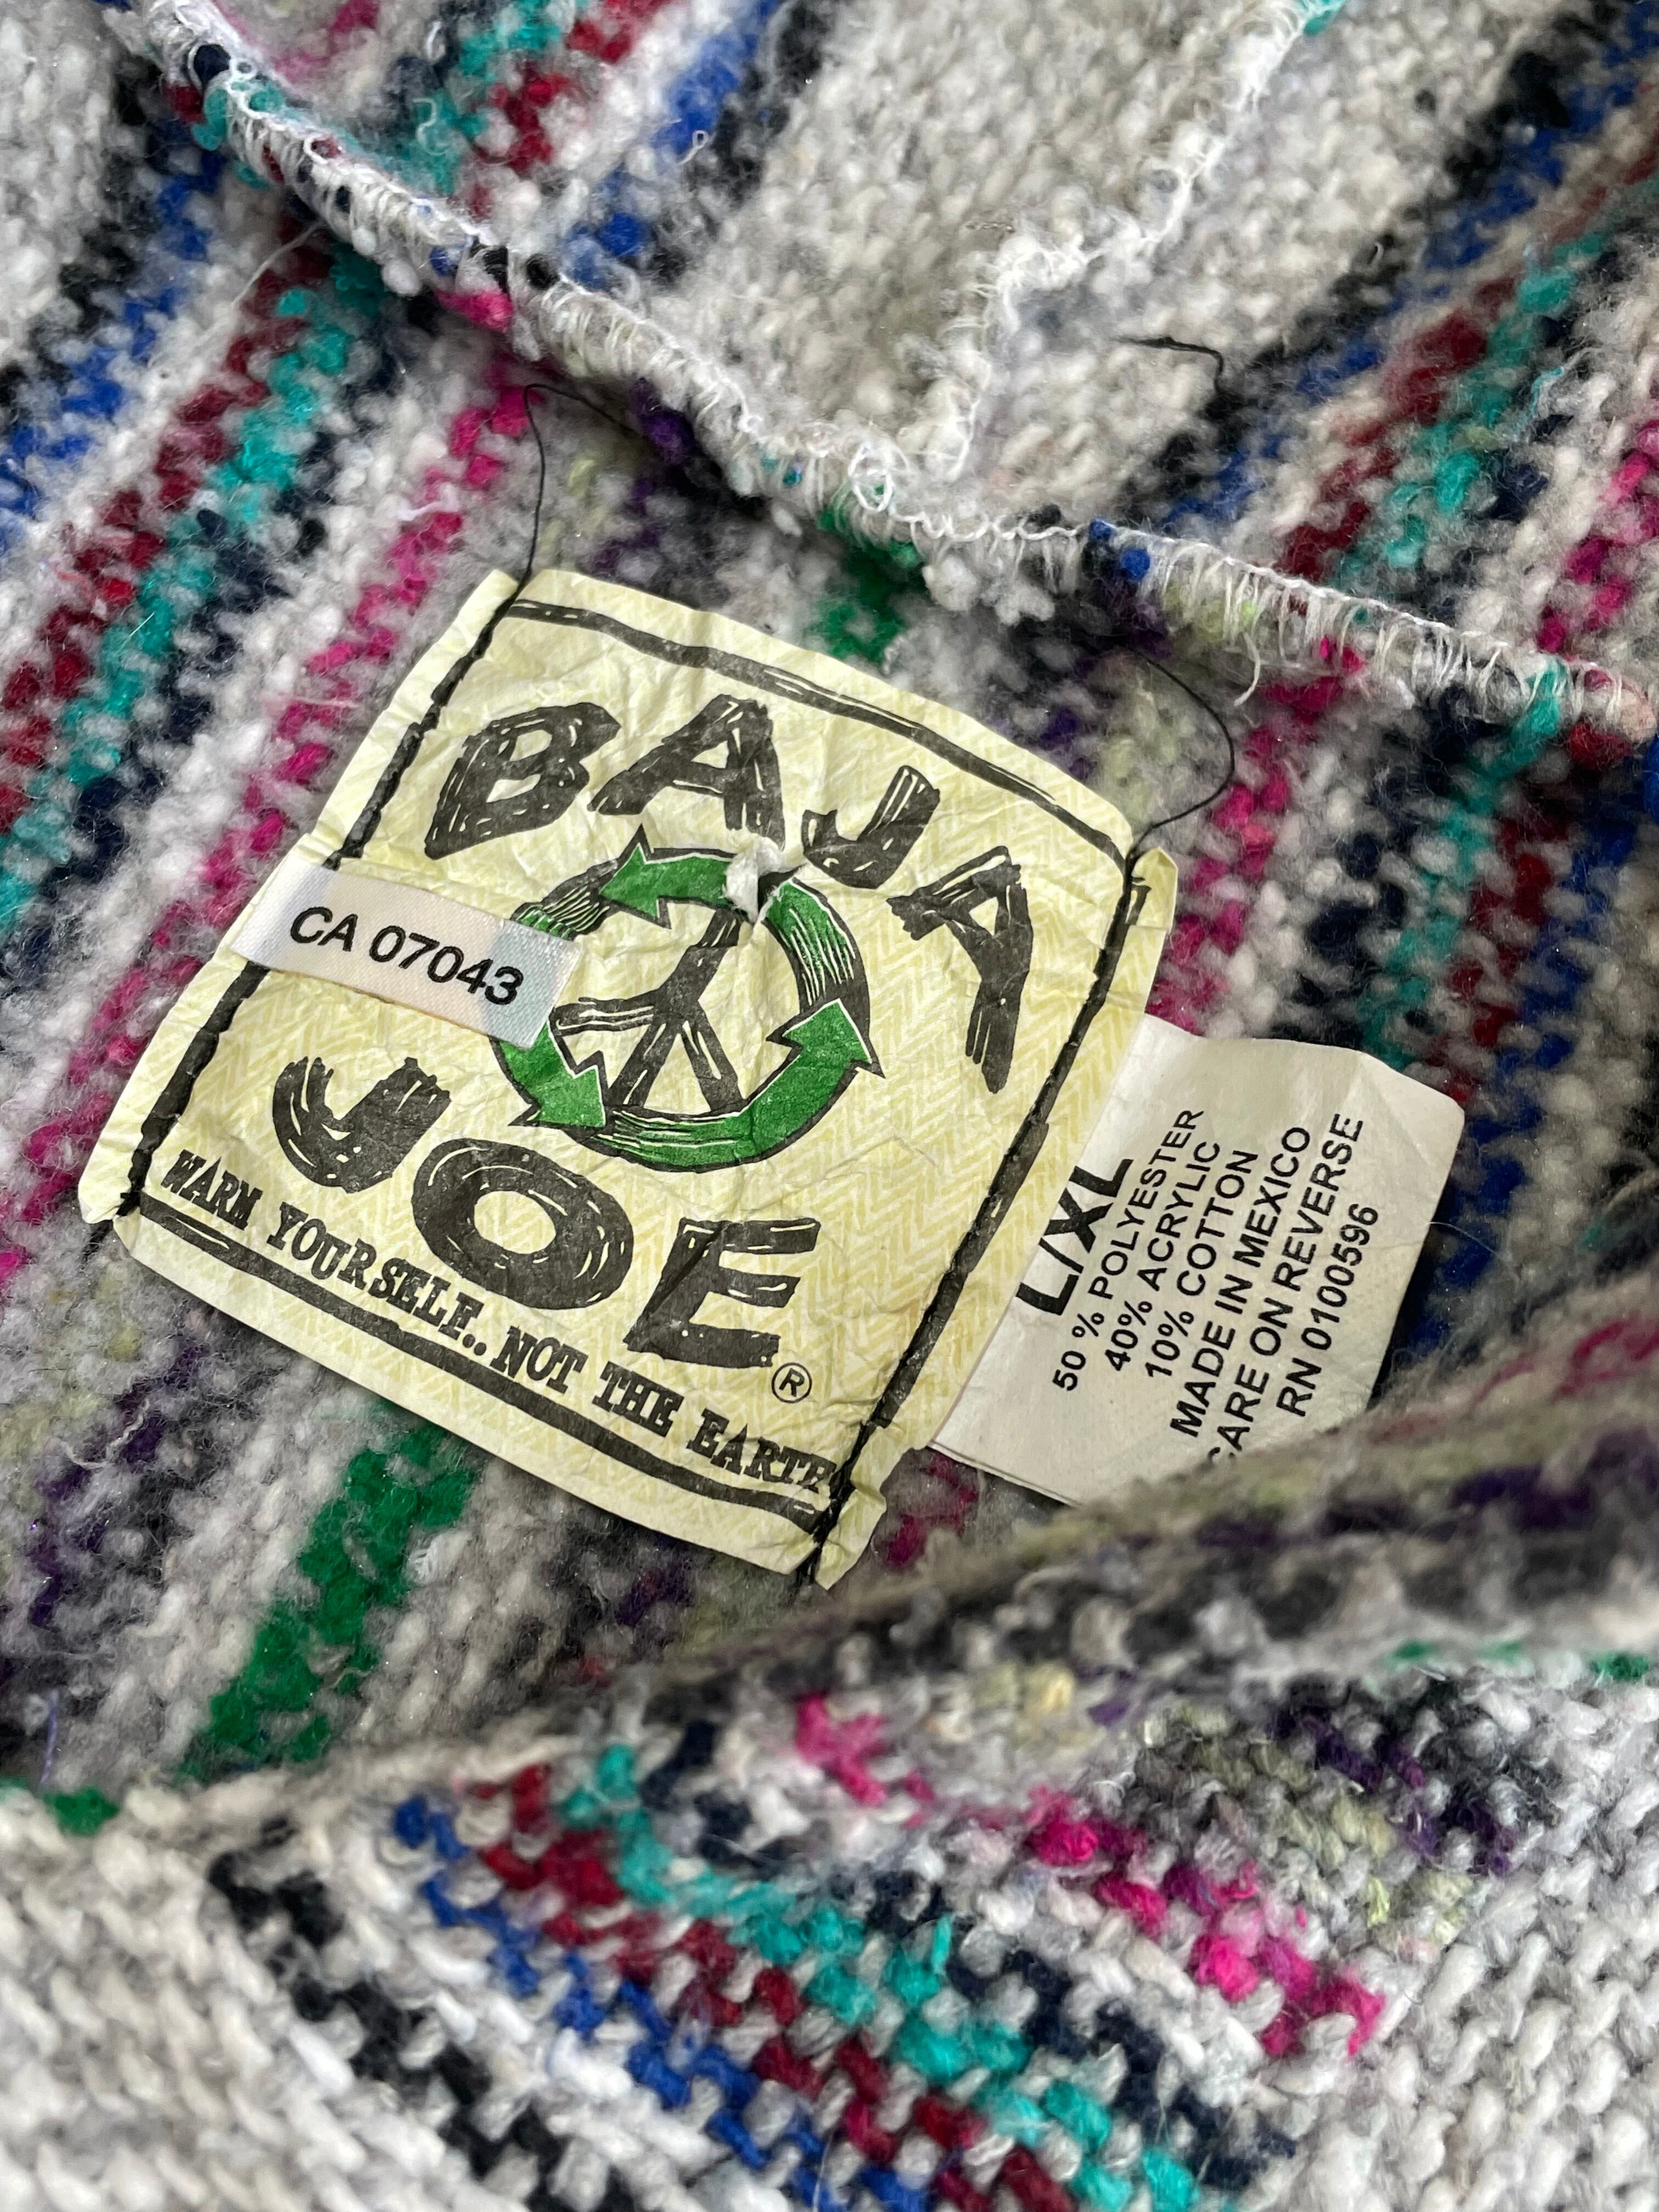 BAJA
CA 07043
JOE
®
WARM YOURSELF.. NOT THE EARTH
L/XL
50 % POLYESTER
40% ACRYLIC
10% COTTON
MADE IN MEXICO
CARE ON REVERSE
RN 0100596